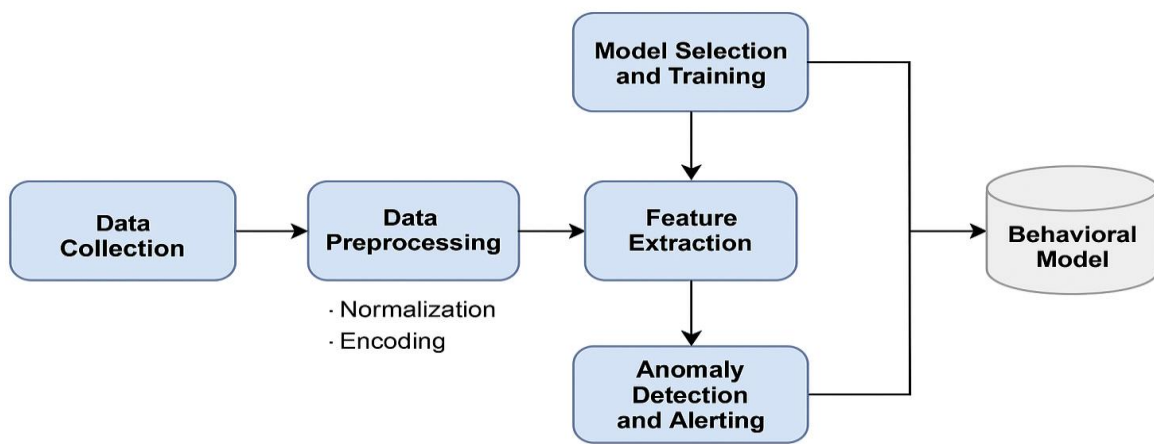 Model Selection
and Training
Data
Collection
Data
Preprocessing
· Normalization
· Encoding
Feature
Extraction
Anomaly
Detection
and Alerting
Behavioral
Model